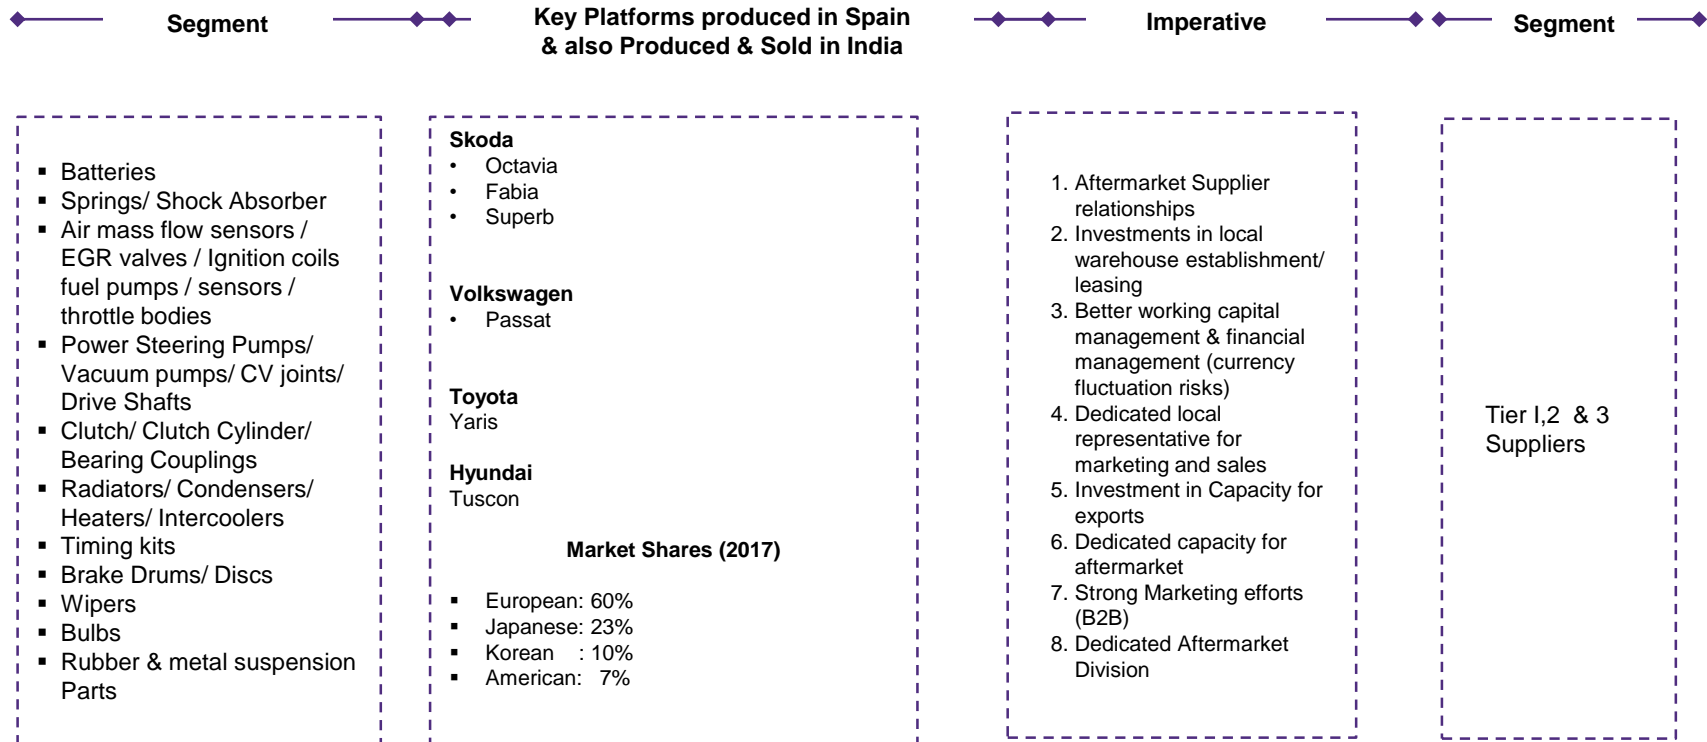 Segment
Key Platforms produced in Spain
& also Produced & Sold in India
Imperative
Segment
▪ Batteries
▪ Springs/ Shock Absorber
▪ Air mass flow sensors /
EGR valves / Ignition coils
fuel pumps / sensors /
throttle bodies
▪ Power Steering Pumps/
Vacuum pumps/ CV joints/
Drive Shafts
▪ Clutch/ Clutch Cylinder/
Bearing Couplings
▪ Radiators/ Condensers/
Heaters/ Intercoolers
▪ Timing kits
▪ Brake Drums/ Discs
▪ Wipers
▪ Bulbs
▪ Rubber & metal suspension
Parts
Skoda
• Octavia
• Fabia
• Superb
Volkswagen
• Passat
Toyota
Yaris
Hyundai
Tuscon
Market Shares (2017)
▪ European: 60%
▪ Japanese: 23%
▪ Korean : 10%
▪ American: 7%
1. Aftermarket Supplier
relationships
2. Investments in local
warehouse establishment/
leasing
3. Better working capital
management & financial
management (currency
fluctuation risks)
4. Dedicated local
representative for
marketing and sales
5. Investment in Capacity for
exports
6. Dedicated capacity for
aftermarket
7. Strong Marketing efforts
(B2B)
8. Dedicated Aftermarket
Division
Tier I,2 & 3
Suppliers